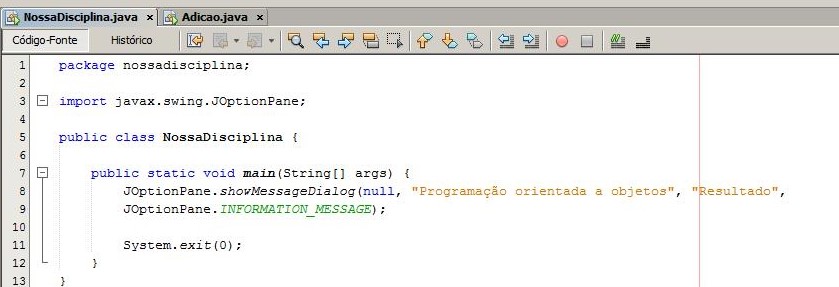 NossaDisciplina.java × Adicao.java ×
Código-Fonte Histórico
1 package nossadisciplina;
2
3 import javax.swing.JOptionPane;
4
5 public class NossaDisciplina {
6
7 public static void main(String[] args) {
8 JOptionPane.showMessageDialog(null, "Programação orientada a objetos", "Resultado",
9 JOptionPane.INFORMATION_MESSAGE);
10
11 System.exit(0);
12 }
13 }